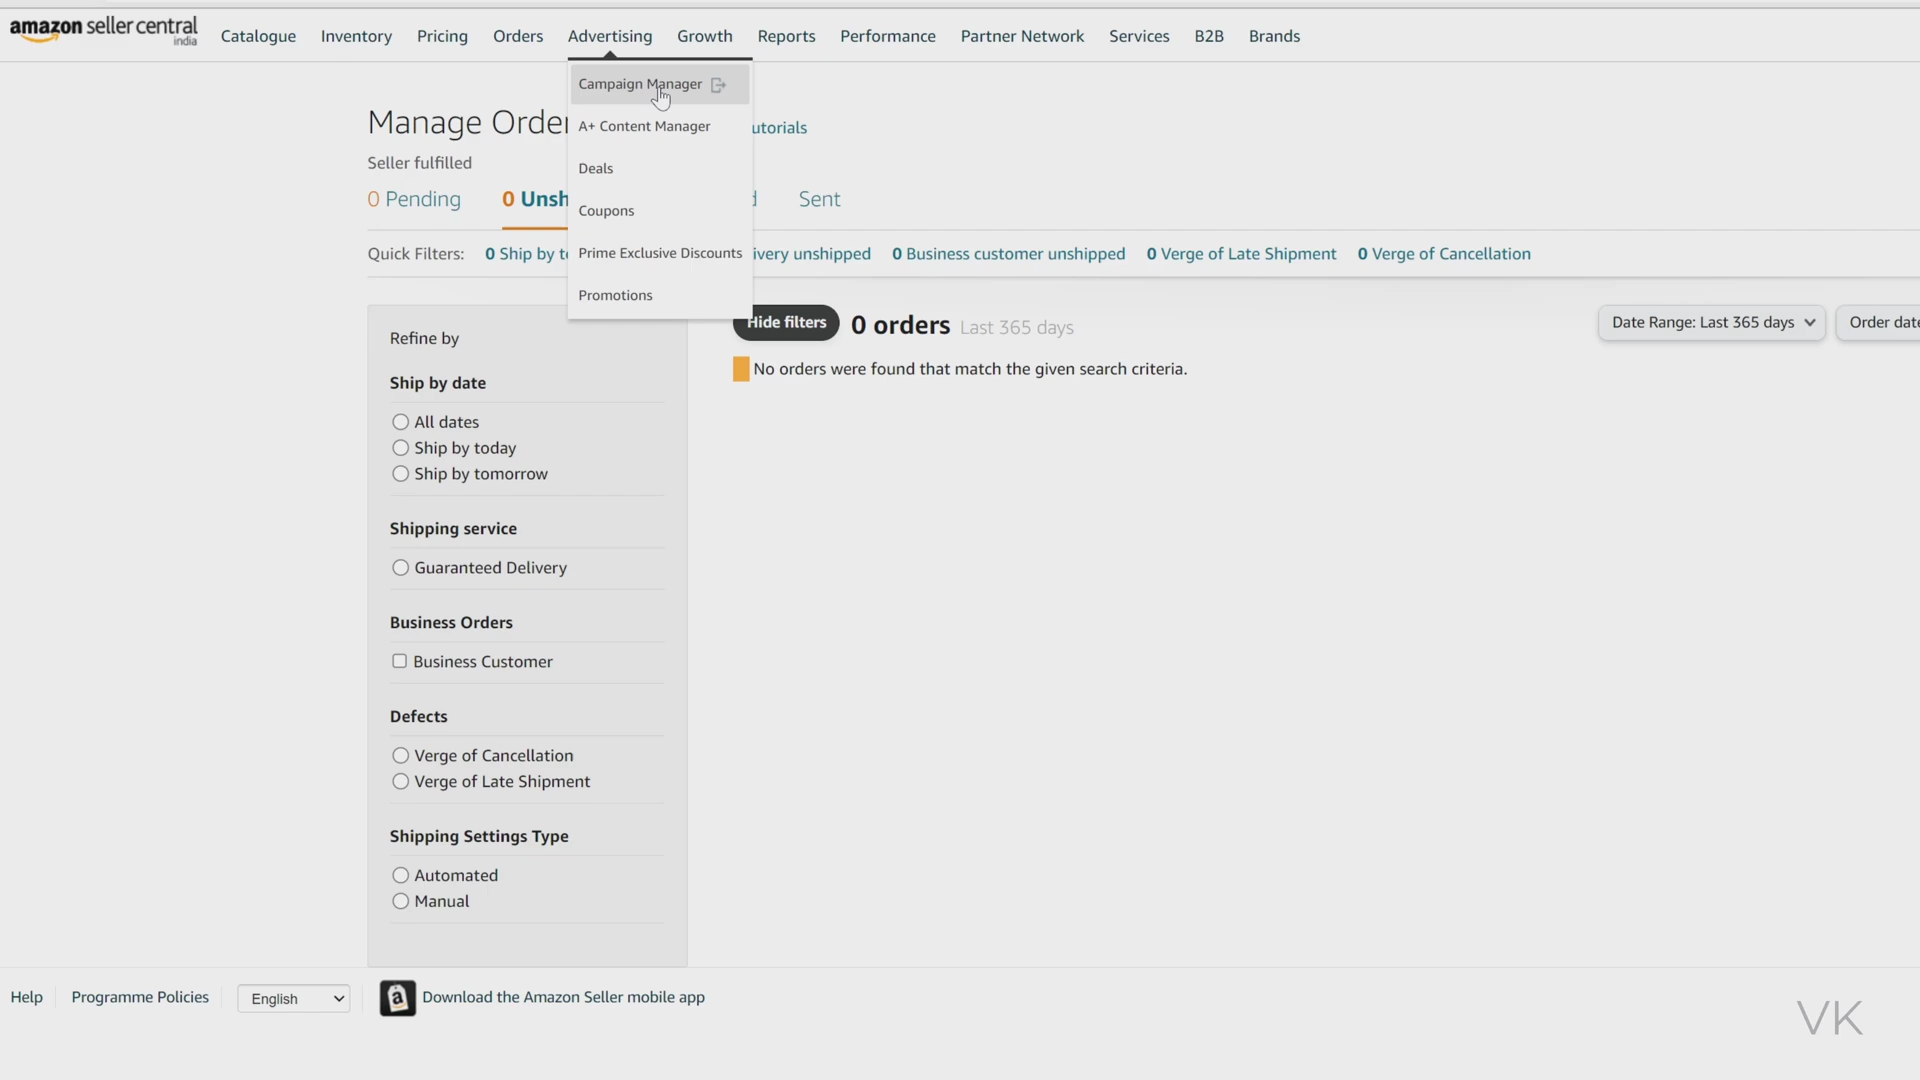 amazon seller central
india
Catalogue Inventory Pricing Orders Advertising Growth Reports Performance Partner Network Services B2B Brands
Campaign Manager
A+ Content Manager
Deals
Coupons
Prime Exclusive Discounts
Promotions
Manage Order
utorials
Seller fulfilled
0 Pending 0 Unsh d Sent
Quick Filters: 0 Ship by t ivery unshipped 0 Business customer unshipped 0 Verge of Late Shipment 0 Verge of Cancellation
Refine by
Ship by date
All dates
Ship by today
Ship by tomorrow
Shipping service
Guaranteed Delivery
Business Orders
Business Customer
Defects
Verge of Cancellation
Verge of Late Shipment
Shipping Settings Type
Automated
Manual
Hide filters 0 orders Last 365 days Date Range: Last 365 days Order date
No orders were found that match the given search criteria.
Help Programme Policies English a Download the Amazon Seller mobile app
VK